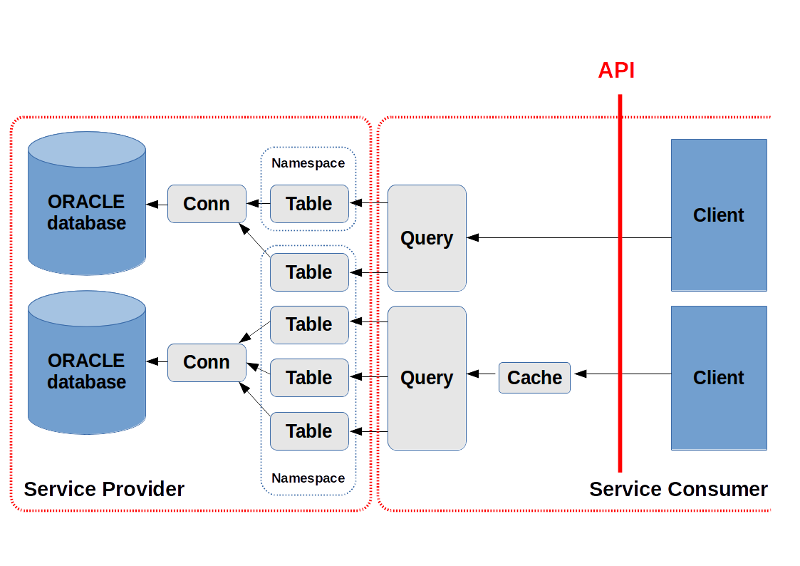 API
Namespace
ORACLE
database
Conn
Table
Query
Client
Table
ORACLE
database
Conn
Table
Table
Table
Query
Cache
Client
Namespace
Service Provider
Service Consumer